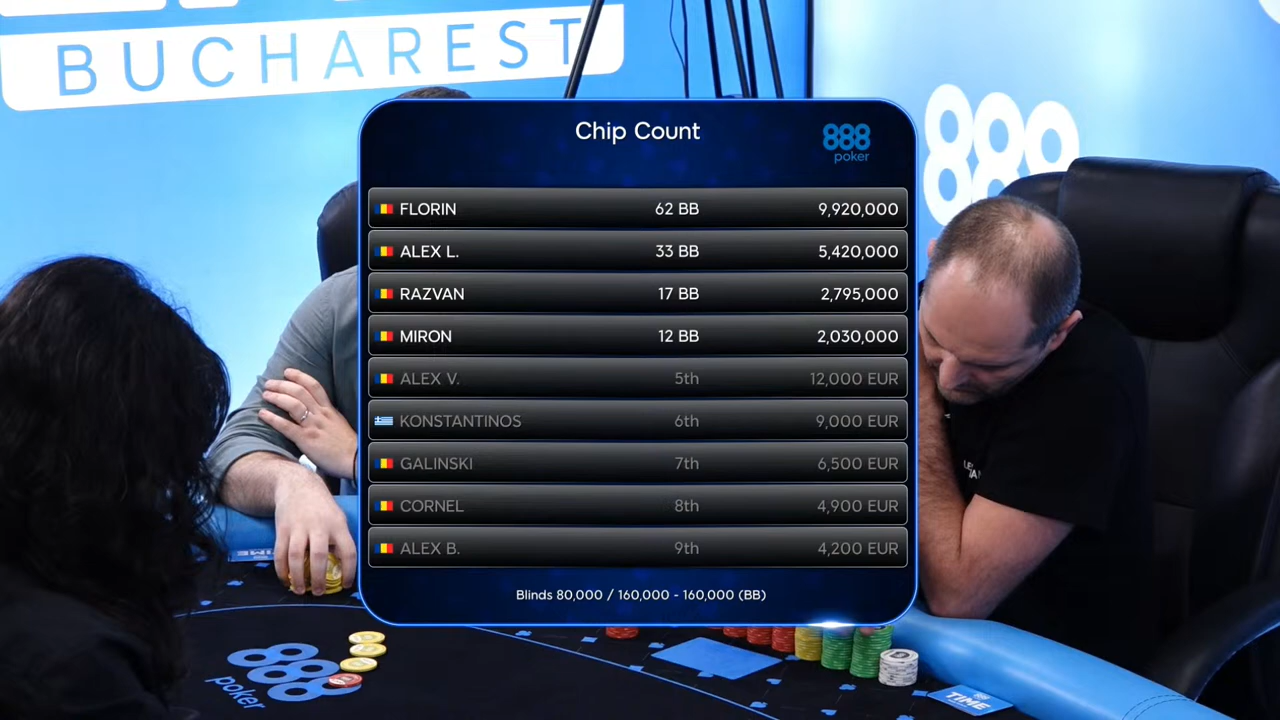 BUCHAREST
888
Chip Count
888
poker
FLORIN 62 BB 9,920,000
ALEX L. 33 BB 5,420,000
RAZVAN 17 BB 2,795,000
MIRON 12 BB 2,030,000
ALEX V. 5th 12,000 EUR
KONSTANTINOS 6th 9,000 EUR
GALINSKI 7th 6,500 EUR
CORNEL 8th 4,900 EUR
ALEX B. 9th 4,200 EUR
Blinds 80,000 / 160,000 - 160,000 (BB)
TIME
888
poker
TIME